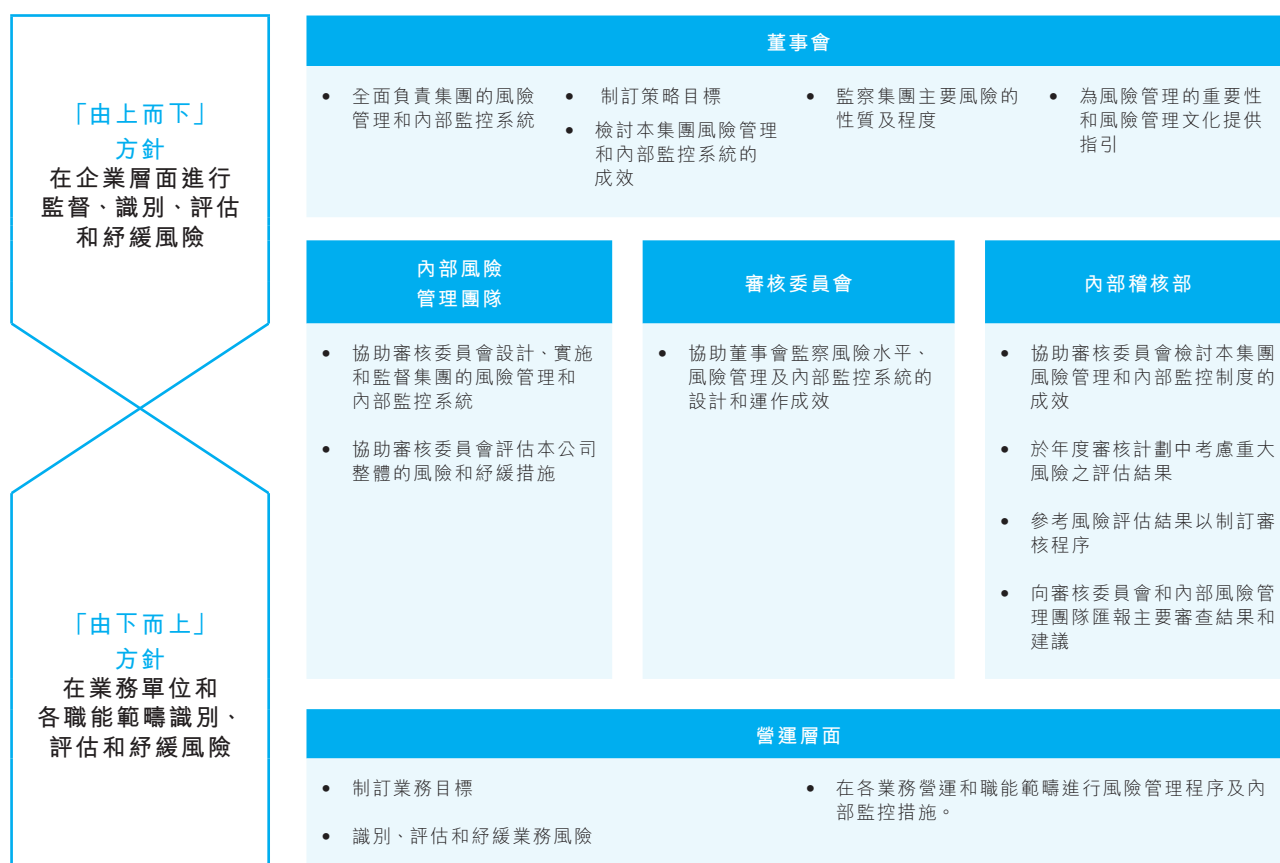 「由上而下」
方針
在企業層面進行
監督、識別、評估
和紓緩風險
董事會
• 全面負責集團的風險
管理和內部監控系統
• 制訂策略目標
• 檢討本集團風險管理
和內部監控系統的
成效
• 監察集團主要風險的
性質及程度
• 為風險管理的重要性
和風險管理文化提供
指引
內部風險
管理團隊
• 協助審核委員會設計、實施
和監督集團的風險管理和
內部監控系統
• 協助審核委員會評估本公司
整體的風險和紓緩措施
審核委員會
• 協助董事會監察風險水平、
風險管理及內部監控系統的
設計和運作成效
內部稽核部
• 協助審核委員會檢討本集團
風險管理和內部監控制度的
成效
• 於年度審核計劃中考慮重大
風險之評估結果
• 參考風險評估結果以制訂審
核程序
• 向審核委員會和內部風險管
理團隊匯報主要審查結果和
建議
「由下而上」
方針
在業務單位和
各職能範疇識別、
評估和紓緩風險
營運層面
• 制訂業務目標
• 識別、評估和紓緩業務風險
• 在各業務營運和職能範疇進行風險管理程序及內
部監控措施。